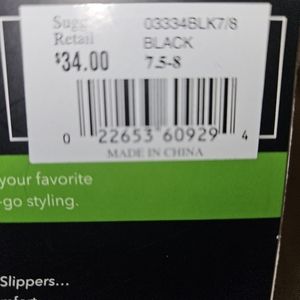 Sugg.
03334BLK7/8
Retail
BLACK
$34.00
7.5-8
0 22653 60929 4
MADE IN CHINA
your favorite
-go styling.
Slippers...